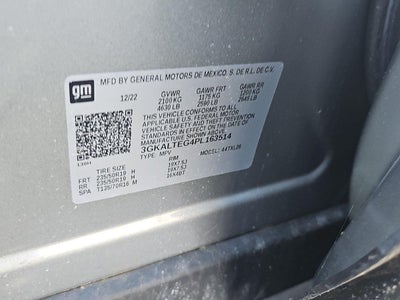 gm
MFD BY GENERAL MOTORS DE MEXICO, S. DE R.L. DE C.V.
12/22
GVWR GAWR FRT GAWR RR
2100 KG 1175 KG 1200 KG
4630 LB 2590 LB 2645 LB
THIS VEHICLE CONFORMS TO ALL APPLICABLE
U.S. FEDERAL MOTOR VEHICLE SAFETY, BUMPER, AND THEFT PREVENTION
STANDARDS IN EFFECT ON THE DATE OF
MANUFACTURE SHOWN ABOVE.
3GKALTEG4PL163514
TYPE: MPV MODEL: 4XTXL26
TIRE SIZE RIM
FRT 235/50R19 H 19X7.5J
RR 235/50R19 H 19X7.5J
SPA T135/70R16 M 16X4BT